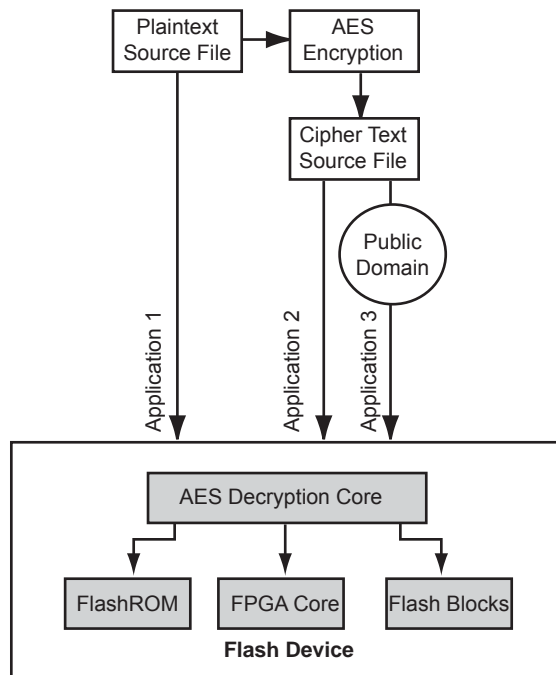 Plaintext
Source File
AES
Encryption
Cipher Text
Source File
Public
Domain
Application 1
Application 2
Application 3
AES Decryption Core
FlashROM
FPGA Core
Flash Blocks
Flash Device